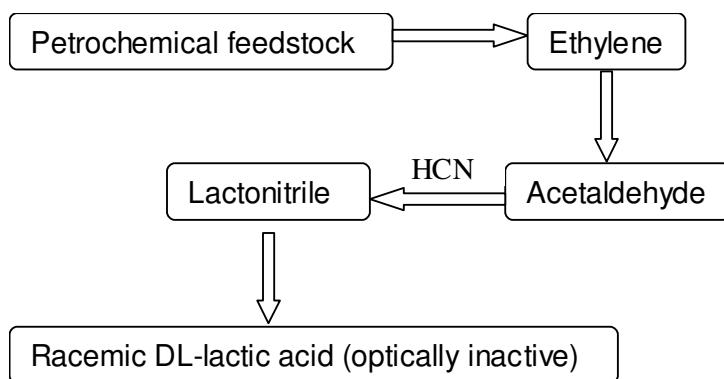 Petrochemical feedstock
Ethylene
HCN
Lactonitrile
Acetaldehyde
Racemic DL-lactic acid (optically inactive)